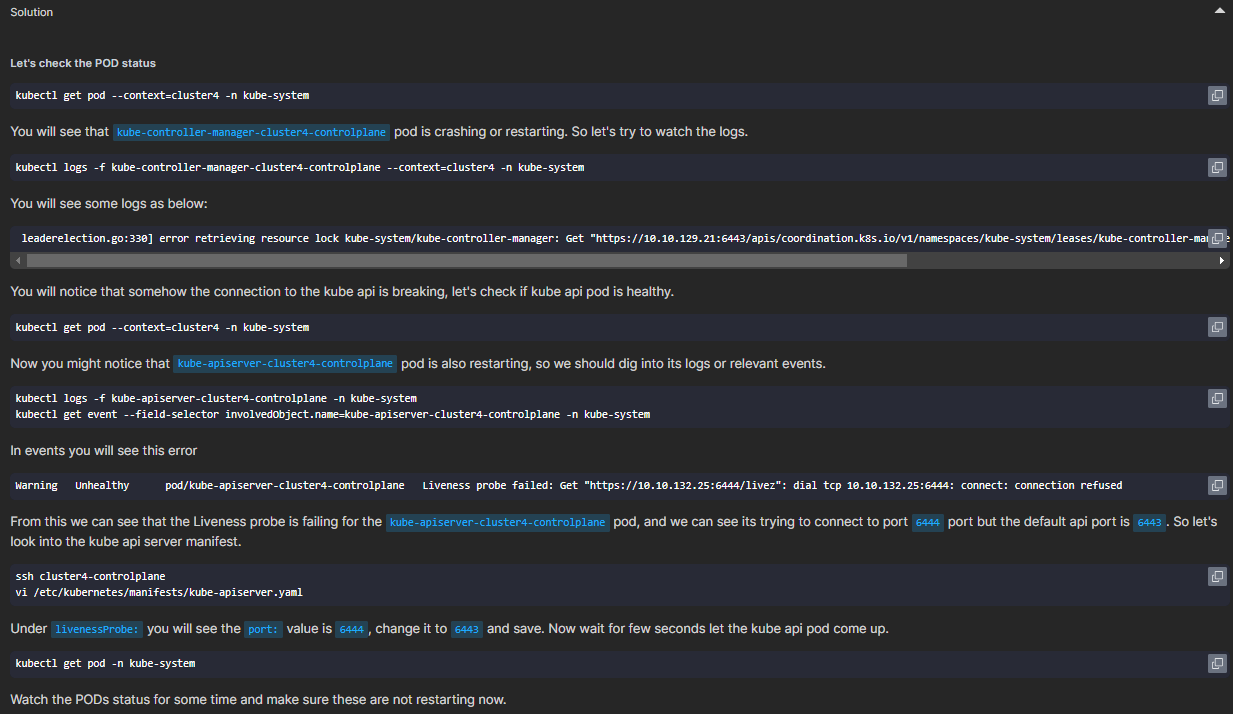 Solution
Let's check the POD status
kubectl get pod --context=cluster4 -n kube-system
You will see that kube-controller-manager-cluster4-controlplane pod is crashing or restarting. So let's try to watch the logs.
kubectl logs -f kube-controller-manager-cluster4-controlplane --context=cluster4 -n kube-system
You will see some logs as below:
leaderelection.go:330] error retrieving resource lock kube-system/kube-controller-manager: Get "https://10.10.129.21:6443/apis/coordination.k8s.io/v1/namespaces/kube-system/leases/kube-controller-
You will notice that somehow the connection to the kube api is breaking, let's check if kube api pod is healthy.
kubectl get pod --context=cluster4 -n kube-system
Now you might notice that kube-apiserver-cluster4-controlplane pod is also restarting, so we should dig into its logs or relevant events.
kubectl logs -f kube-apiserver-cluster4-controlplane -n kube-system
kubectl get event --field-selector involvedObject.name=kube-apiserver-cluster4-controlplane -n kube-system
In events you will see this error
Warning Unhealthy pod/kube-apiserver-cluster4-controlplane Liveness probe failed: Get "https://10.10.132.25:6444/livez": dial tcp 10.10.132.25:6444: connect: connection refused
From this we can see that the Liveness probe is failing for the kube-apiserver-cluster4-controlplane pod, and we can see its trying to connect to port 6444 port but the default api port is 6443. So let's
look into the kube api server manifest.
ssh cluster4-controlplane
vi /etc/kubernetes/manifests/kube-apiserver.yaml
Under livenessProbe: you will see the port: value is 6444, change it to 6443 and save. Now wait for few seconds let the kube api pod come up.
kubectl get pod -n kube-system
Watch the PODs status for some time and make sure these are not restarting now.